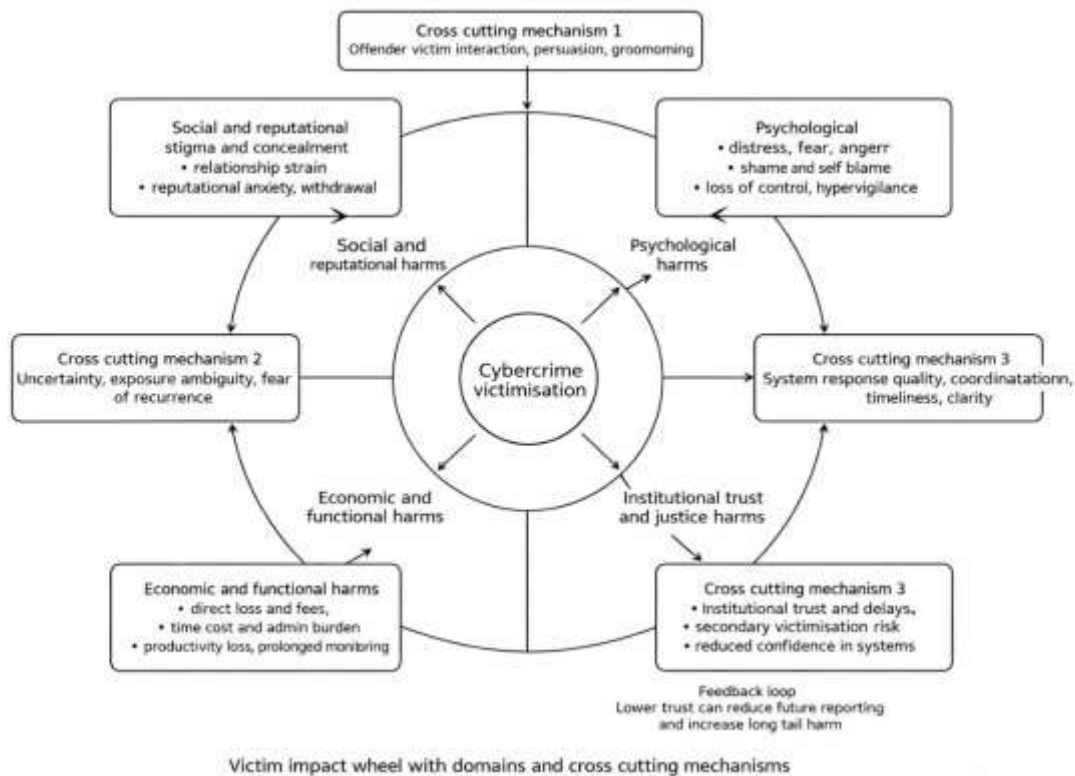 Cross cutting mechanism 1
Offender victim interaction, persuasion, groomoming
Social and reputational
stigma and concealment
• relationship strain
• reputational anxiety, withdrawal
Psychological
• distress, fear, angerr
• shame and self blame
• loss of control, hypervigilance
Social and
reputational harms
Psychological
harms
Cross cutting mechanism 2
Uncertainty, exposure ambiguity, fear
of recurrence
Cybercrime
victimisation
Cross cutting mechanism 3
System response quality, coordinatationn,
timeliness, clarity
Economic and
functional harms
Institutional trust
and justice harms
Economic and functional harms
• direct loss and fees,
• time cost and admin burden
• productivity loss, prolonged monitoring
Cross cutting mechanism 3
• Institutional trust and delays,
• secondary victimisation risk
• reduced confidence in systems
Feedback loop
Lower trust can reduce future reporting
and increase long tail harm
Victim impact wheel with domains and cross cutting mechanisms